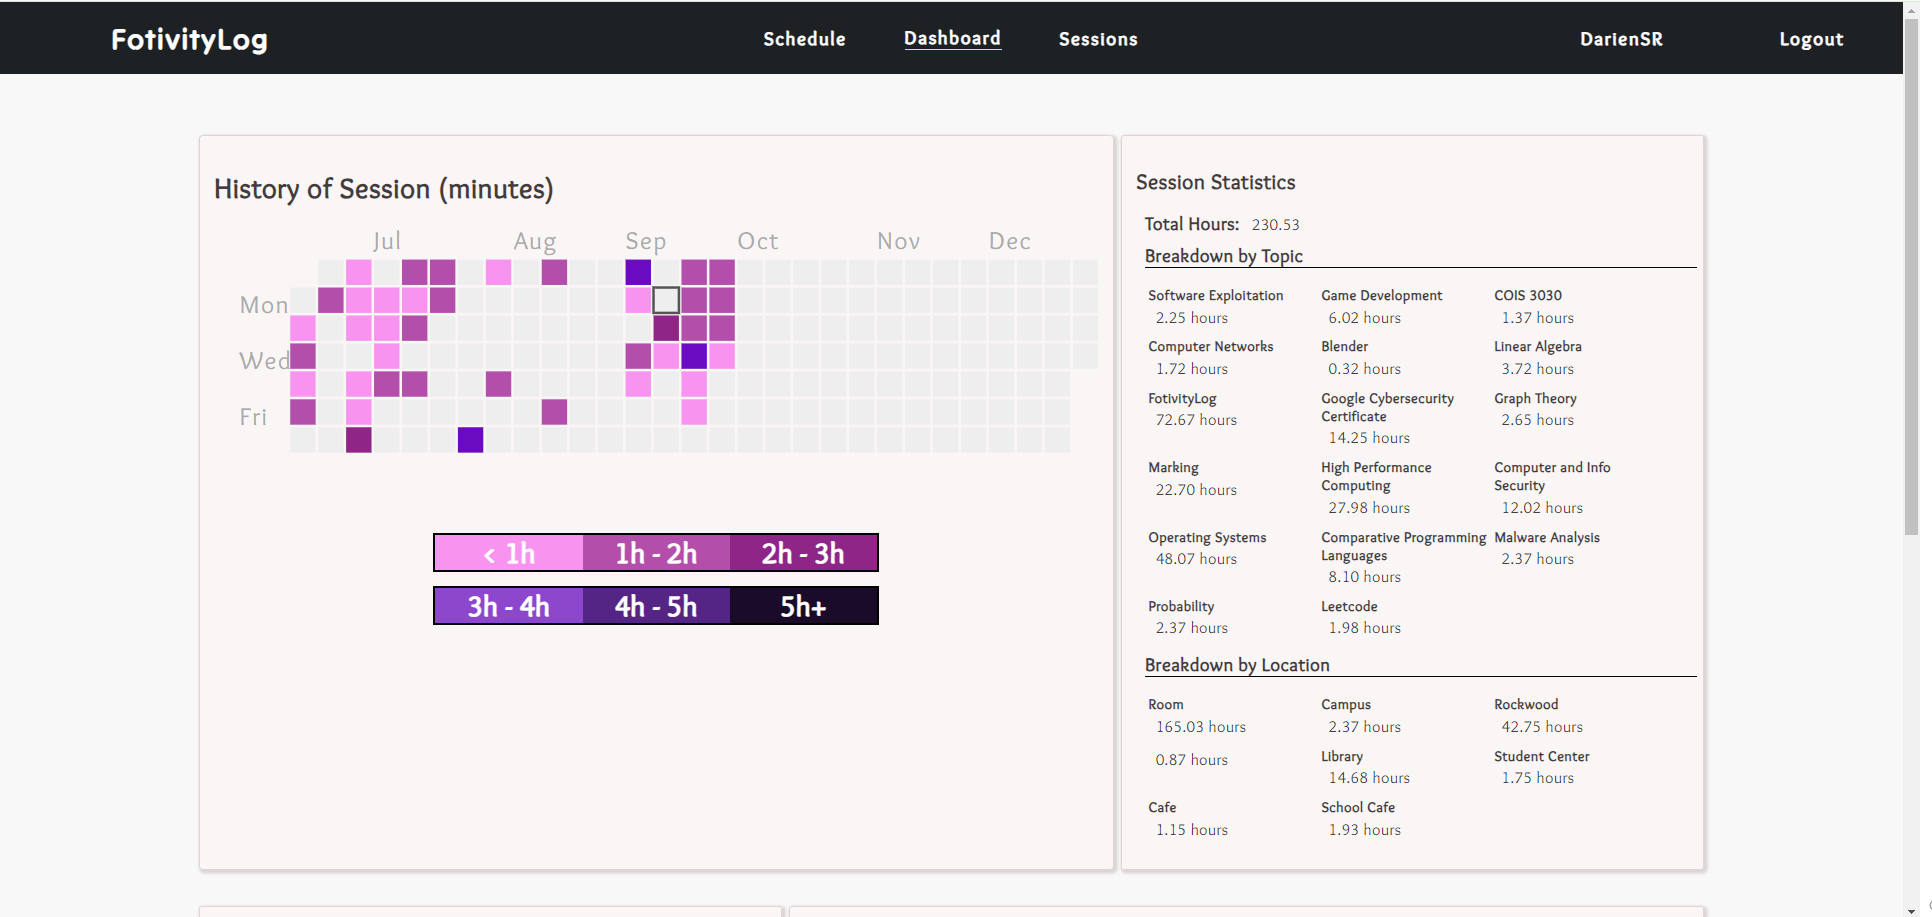 FotivityLog
Schedule
Dashboard
Sessions
DarienSR
Logout
History of Session (minutes)
Jul Aug Sep Oct Nov Dec
Mon
Wed
Fri
< 1h 1h - 2h 2h - 3h
3h - 4h 4h - 5h 5h+
Session Statistics
Total Hours: 230.53
Breakdown by Topic
Software Exploitation
2.25 hours
Game Development
6.02 hours
COIS 3030
1.37 hours
Computer Networks
1.72 hours
Blender
0.32 hours
Linear Algebra
3.72 hours
FotivityLog
72.67 hours
Google Cybersecurity
Certificate
14.25 hours
Graph Theory
2.65 hours
Marking
22.70 hours
High Performance
Computing
27.98 hours
Computer and Info
Security
12.02 hours
Operating Systems
48.07 hours
Comparative Programming
Languages
8.10 hours
Malware Analysis
2.37 hours
Probability
2.37 hours
Leetcode
1.98 hours
Breakdown by Location
Room
165.03 hours
Campus
2.37 hours
Rockwood
42.75 hours
0.87 hours
Library
14.68 hours
Student Center
1.75 hours
Cafe
1.15 hours
School Cafe
1.93 hours